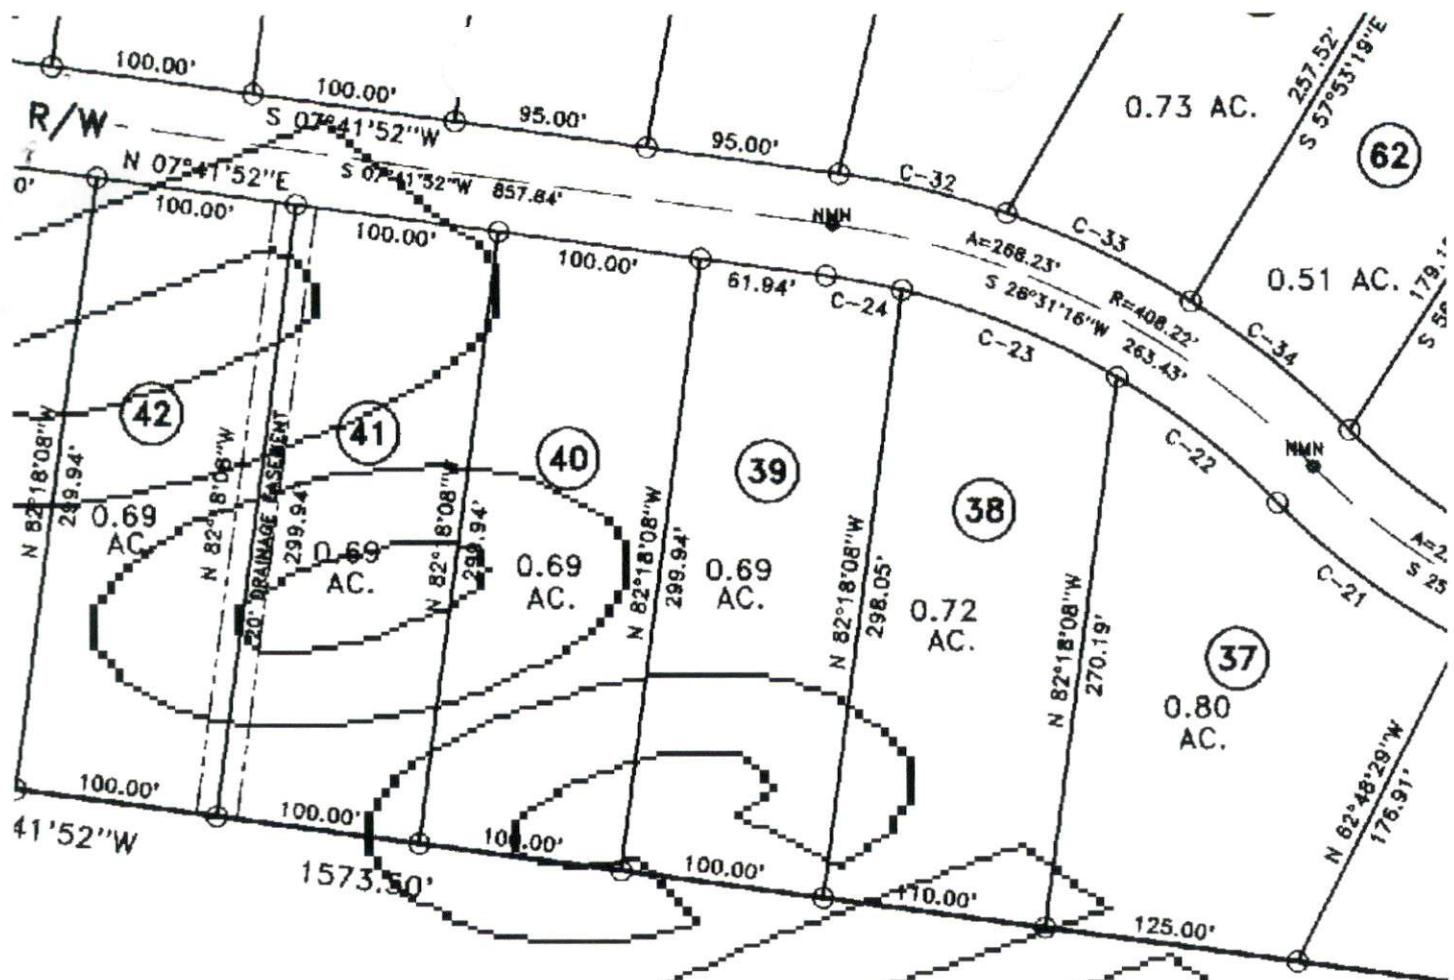 100.00'
100.00'
95.00'
95.00'
C-32
C-33
C-34
257.52'
S 57°53'19"E
0.73 AC.
62
0.51 AC.
R/W
S 07°41'52"W
N 07°41'52"E
S 07°41'52"W 857.84'
NMN
A=268.23'
R=408.22'
S 26°31'16"W 263.43'
NMN
0'
100.00'
100.00'
100.00'
61.94'
C-24
C-23
C-22
C-21
S 25
42
41
40
39
38
37
N 82°18'08"W
299.94'
0.69
AC.
N 82°18'08"W
20' DRAINAGE EASEMENT
299.94'
0.69
AC.
N 82°18'08"W
299.94'
0.69
AC.
N 82°18'08"W
299.94'
0.69
AC.
N 82°18'08"W
298.05'
0.72
AC.
N 82°18'08"W
270.19'
0.80
AC.
N 62°48'29"W
176.91'
100.00'
100.00'
100.00'
100.00'
110.00'
125.00'
41'52"W
1573.50'